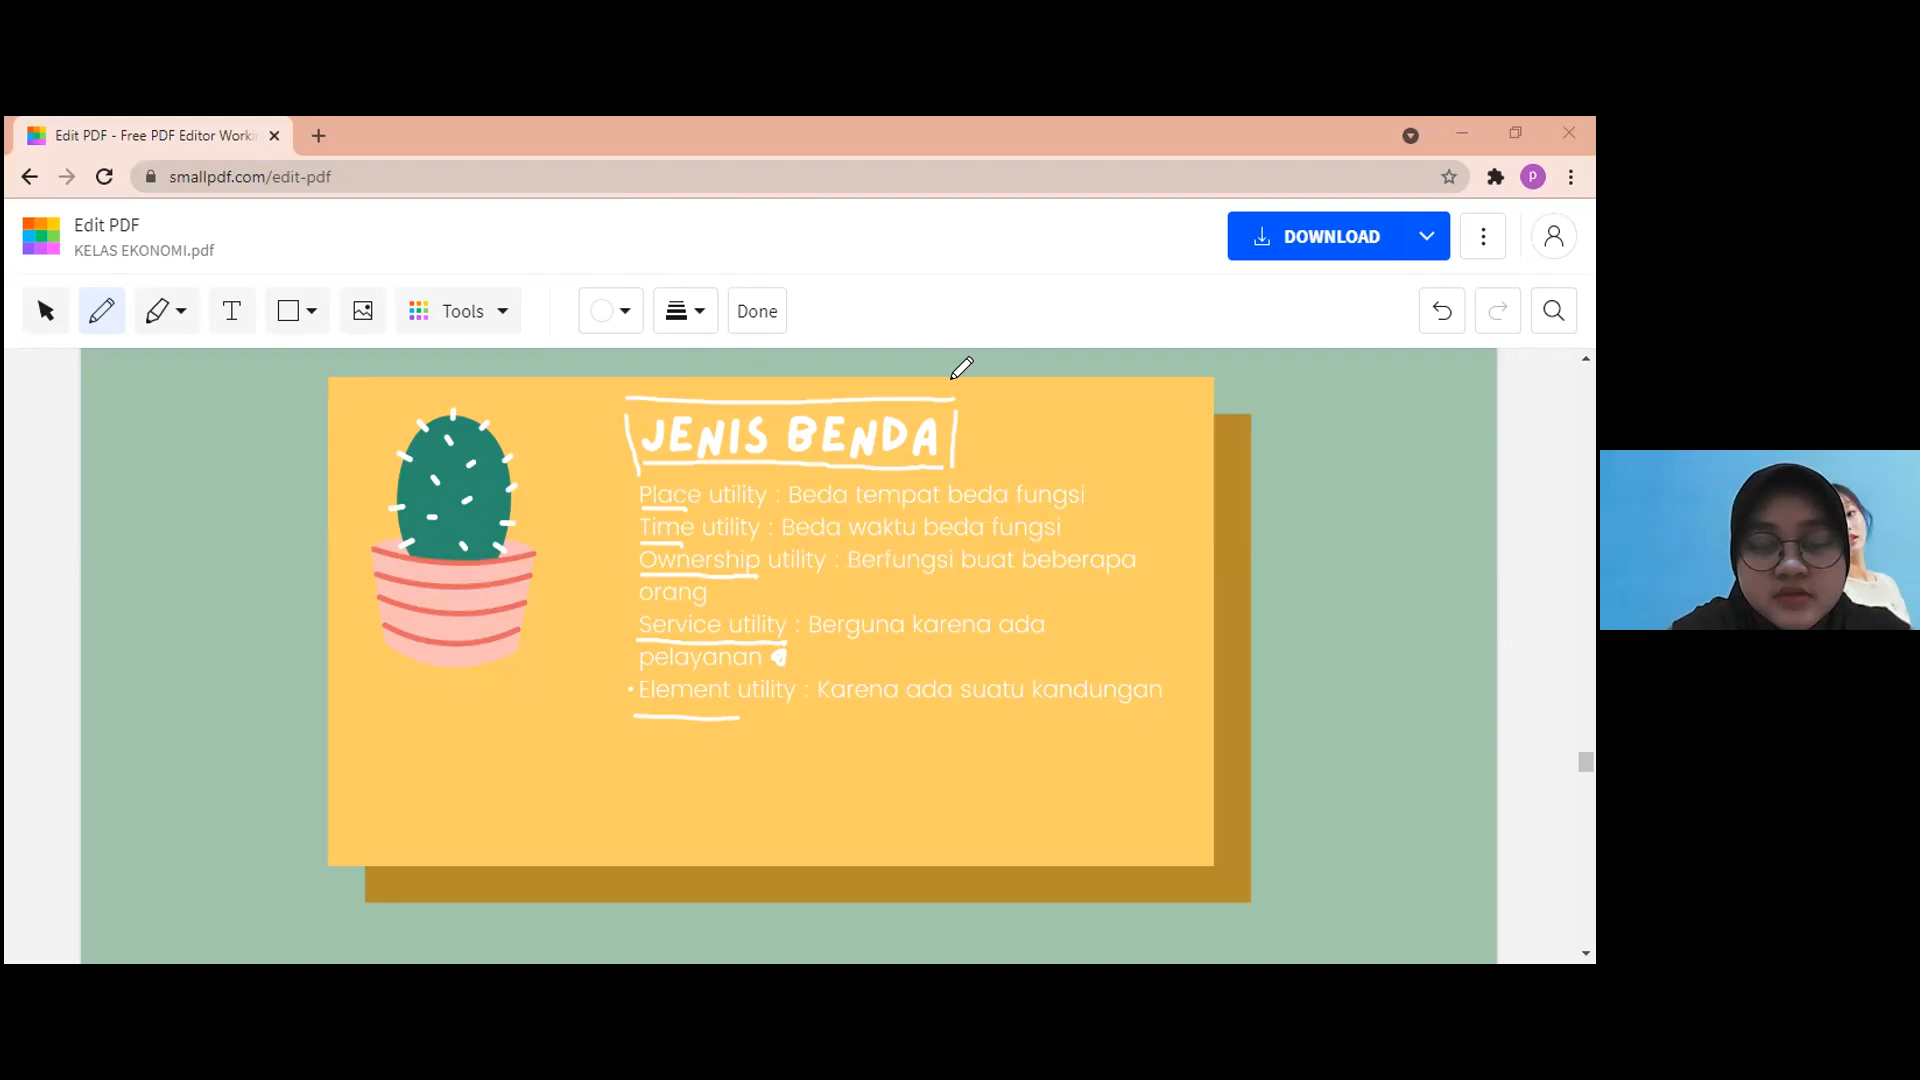 Edit PDF - Free PDF Editor Worki
smallpdf.com/edit-pdf
P
Edit PDF
KELAS EKONOMI.pdf
DOWNLOAD
T
Tools
Done
JENIS BENDA
Place utility : Beda tempat beda fungsi
Time utility : Beda waktu beda fungsi
Ownership utility : Berfungsi buat beberapa
orang
Service utility : Berguna karena ada
pelayanan
• Element utility : Karena ada suatu kandungan